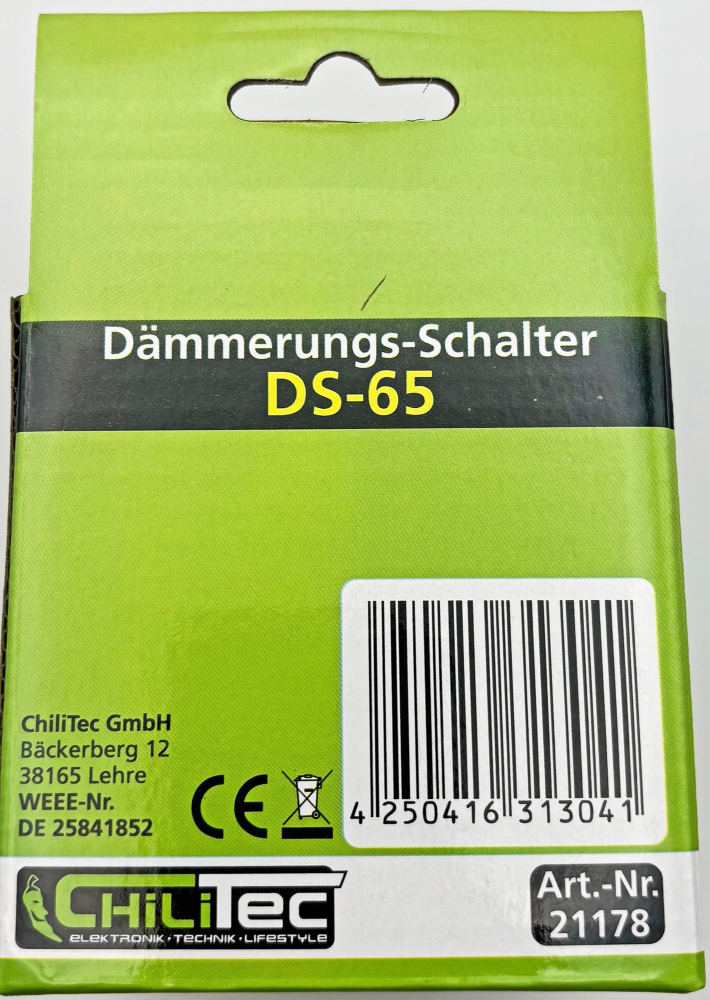 Dämmerungs-Schalter
DS-65
ChiliTec GmbH
Bäckerberg 12
38165 Lehre
WEEE-Nr.
DE 25841852
CE
4 250416 313041
CHiLiTEC
ELEKTRONIK·TECHNIK·LIFESTYLE
Art.-Nr.
21178